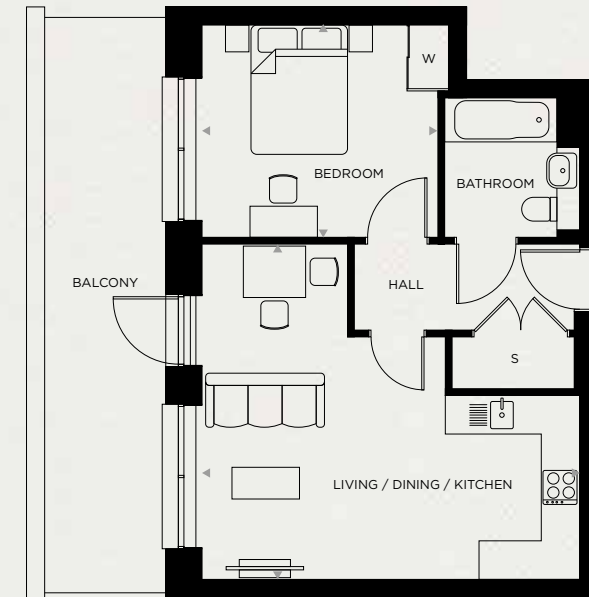 W
BEDROOM
BATHROOM
BALCONY
HALL
S
LIVING / DINING / KITCHEN